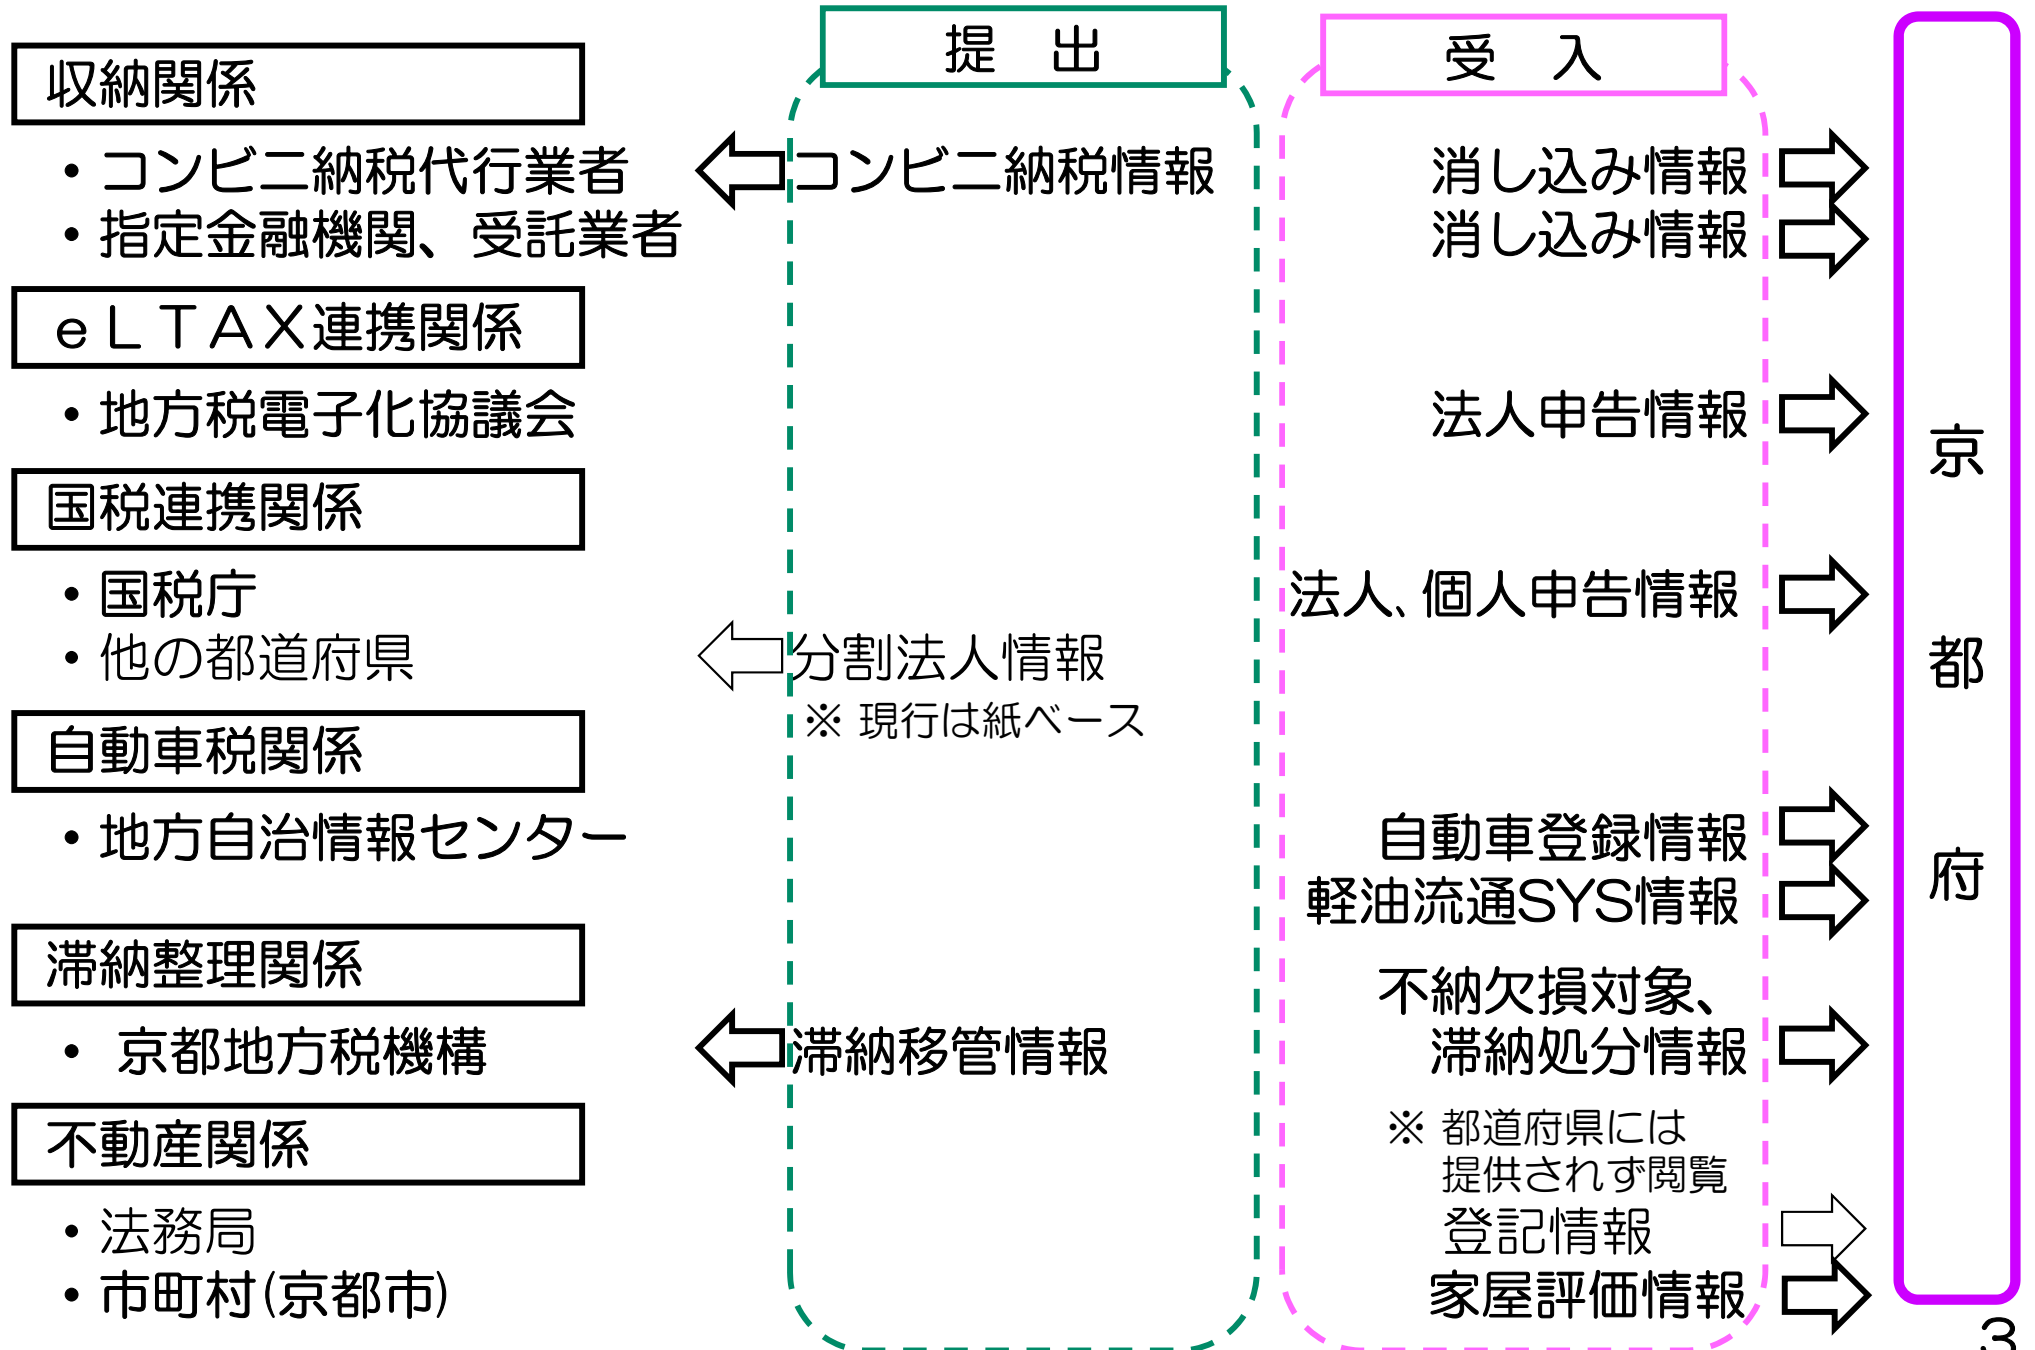 提　出
受　入
収納関係
・コンビニ納税代行業者
コンビニ納税情報
消し込み情報
・指定金融機関、受託業者
消し込み情報
ｅＬＴＡＸ連携関係
・地方税電子化協議会
法人申告情報
国税連携関係
・国税庁
法人、個人申告情報
・他の都道府県
分割法人情報
※ 現行は紙ベース
自動車税関係
・地方自治情報センター
自動車登録情報
軽油流通SYS情報
滞納整理関係
不納欠損対象、
・ 京都地方税機構
滞納移管情報
滞納処分情報
不動産関係
※ 都道府県には
提供されず閲覧
・法務局
登記情報
・市町村(京都市)
家屋評価情報
京都府
3